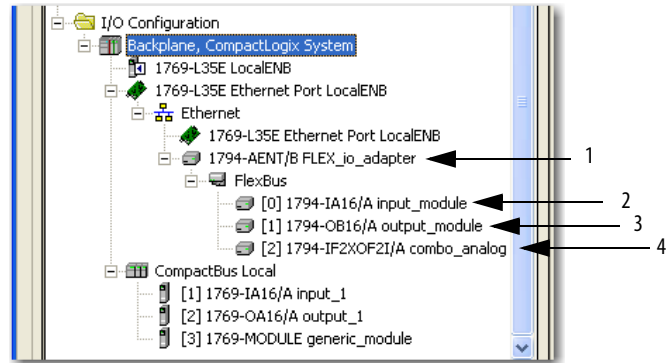 I/O Configuration
Backplane, CompactLogix System
1769-L35E LocalENB
1769-L35E Ethernet Port LocalENB
Ethernet
1769-L35E Ethernet Port LocalENB
1794-AENT/B FLEX_io_adapter 1
FlexBus
[0] 1794-IA16/A input_module 2
[1] 1794-OB16/A output_module 3
[2] 1794-IF2XOF2I/A combo_analog 4
CompactBus Local
[1] 1769-IA16/A input_1
[2] 1769-OA16/A output_1
[3] 1769-MODULE generic_module